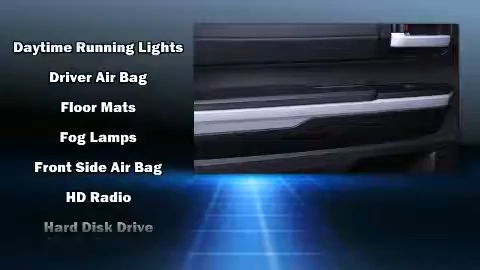 Daytime Running Lights
Driver Air Bag
Floor Mats
Fog Lamps
Front Side Air Bag
HD Radio
Hard Disk Drive